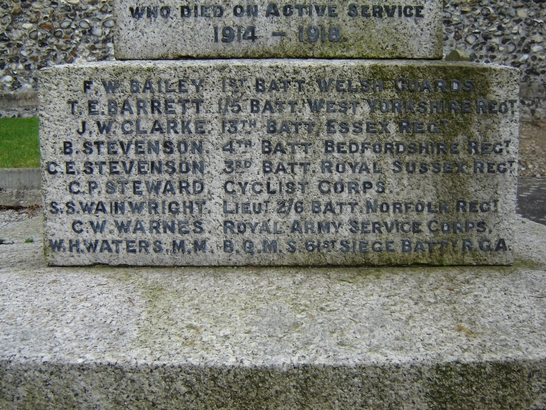 WHO DIED ON ACTIVE SERVICE
1914 - 1918.
F. W. BAILEY. 1ST BATT. WELSH GUARDS.
T. E. BARRETT. 1/5 BATT. WEST YORKSHIRE REGT
J. W. CLARKE. 13TH BATT. ESSEX REGT
B. STEVENSON. 4TH BATT. BEDFORDSHIRE REGT
C. E. STEVENSON. 3RD BATT. ROYAL SUSSEX REGT
C. P. STEWARD. CYCLIST CORPS.
S. S. WAINWRIGHT. LIEUT 2/6 BATT. NORFOLK REGT
C. W. WARNES. ROYAL ARMY SERVICE CORPS.
W. H. WATERS, M.M. B.Q.M.S. 61ST SIEGE BATTY R.G.A.